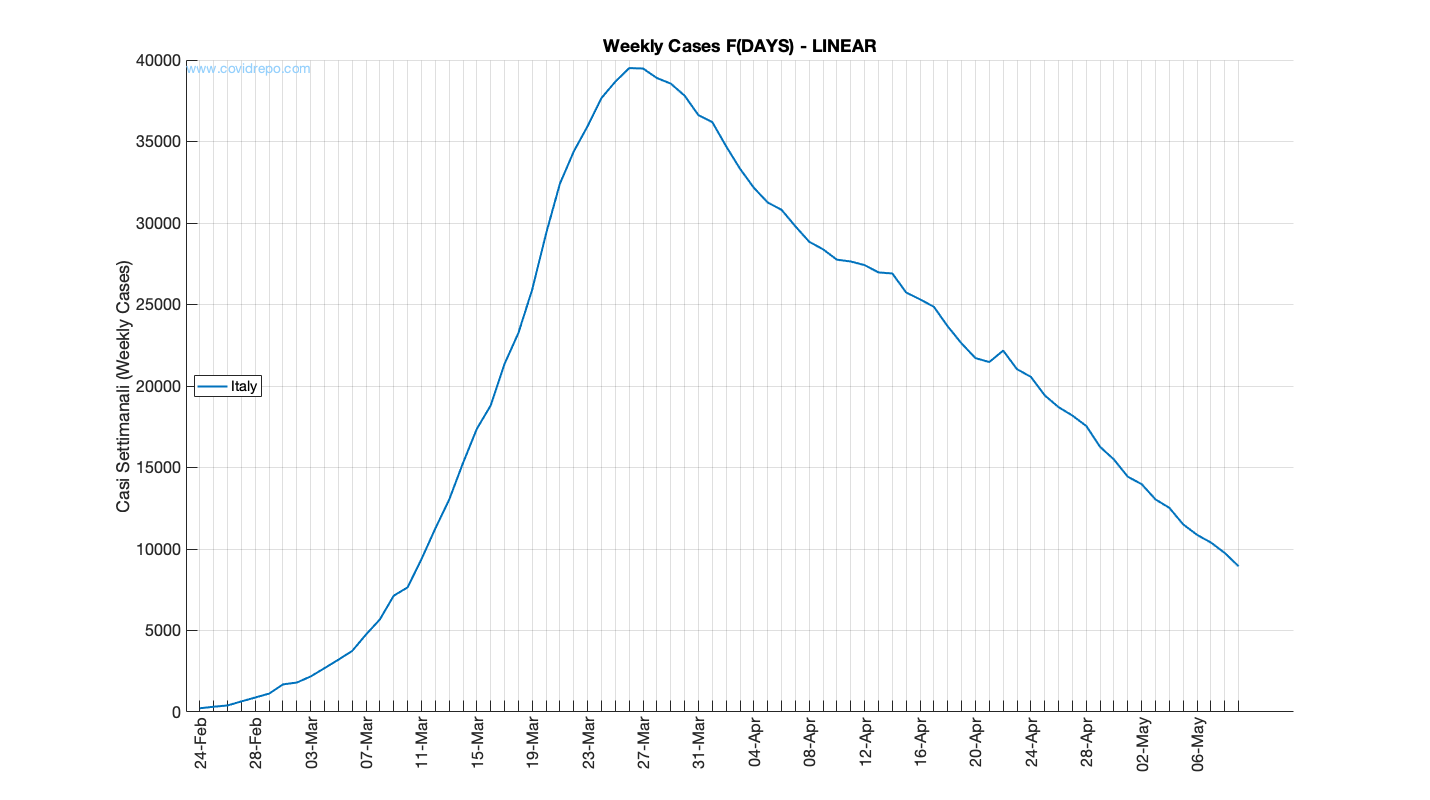 Weekly Cases F(DAYS) - LINEAR
www.covidrepo.com
Casi Settimanali (Weekly Cases)
40000
35000
30000
25000
20000
15000
10000
5000
0
Italy
24-Feb
28-Feb
03-Mar
07-Mar
11-Mar
15-Mar
19-Mar
23-Mar
27-Mar
31-Mar
04-Apr
08-Apr
12-Apr
16-Apr
20-Apr
24-Apr
28-Apr
02-May
06-May